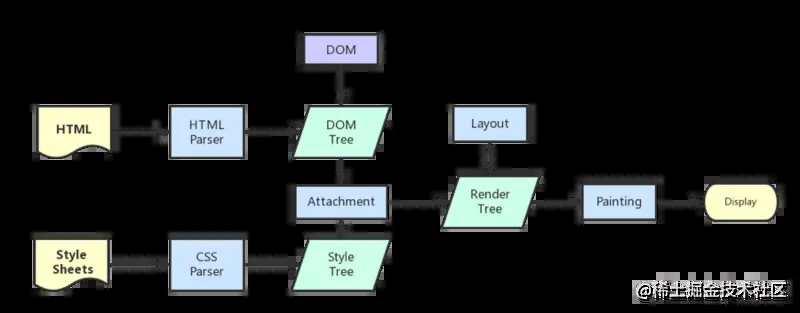 DOM
HTML
HTML
Parser
DOM
Tree
Layout
Attachment
Render
Tree
Painting
Display
Style
Sheets
CSS
Parser
Style
Tree
@稀土掘金技术社区